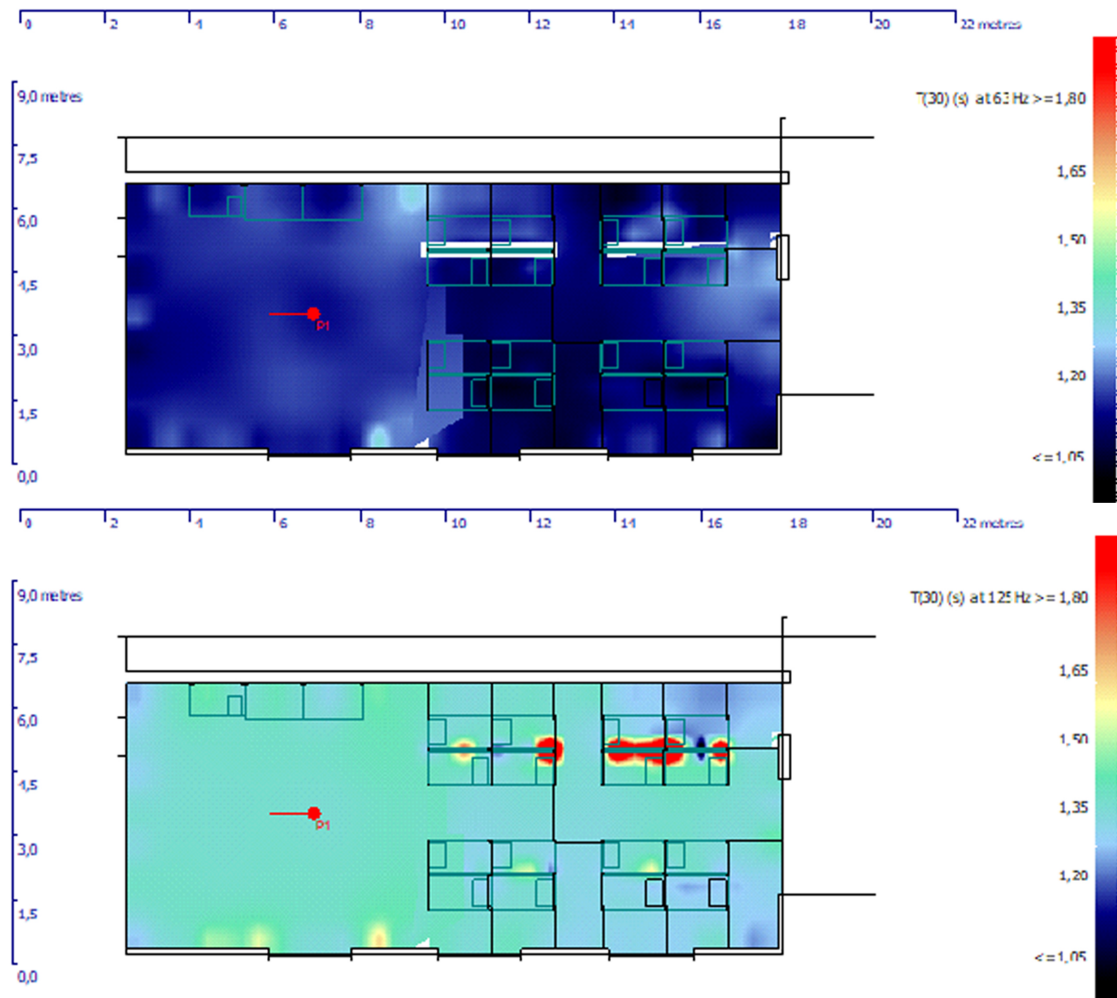 0 2 4 6 8 10 12 14 16 18 20 22 metres
9,0 metres
T(30) (s) at 63 Hz >=1,80
7,5
1,65
6,0
1,50
4,5
1,35
P1
3,0
1,20
1,5
<=1,05
0,0
0 2 4 6 8 10 12 14 16 18 20 22 metres
9,0 metres
T(30) (s) at 125 Hz >=1,80
7,5
1,65
6,0
1,50
4,5
1,35
P1
3,0
1,20
1,5
<=1,05
0,0